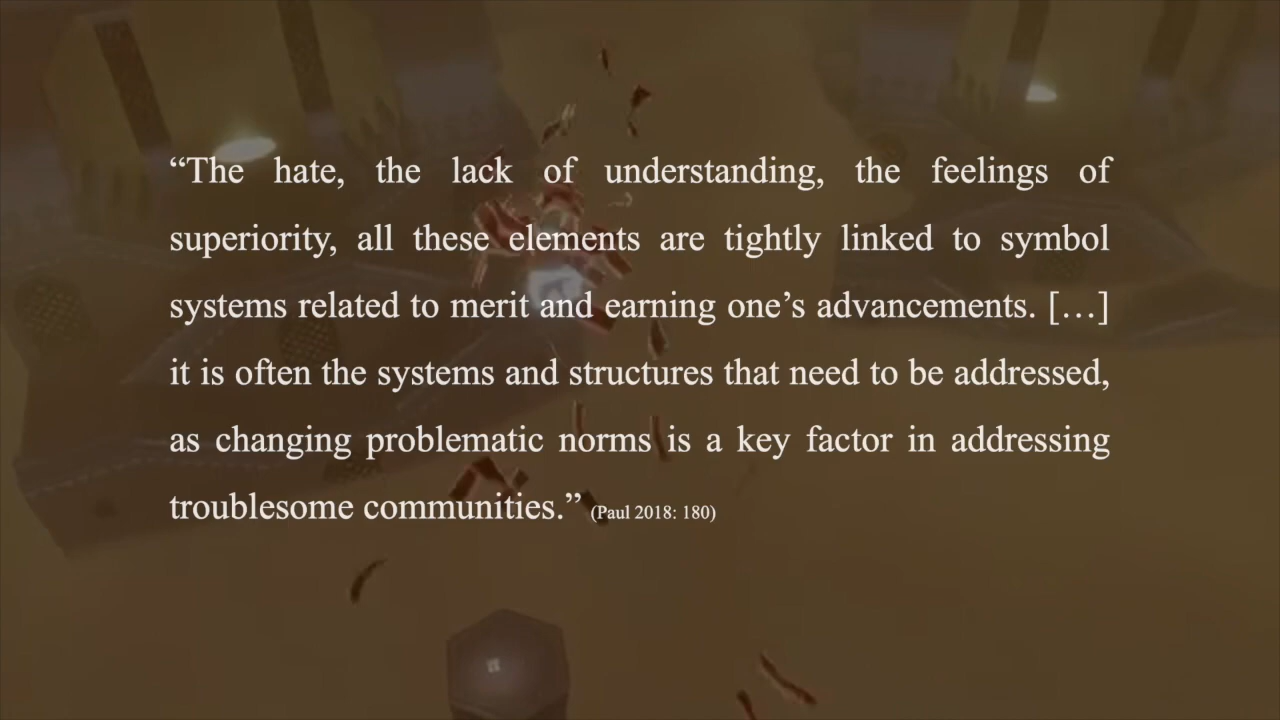 “The hate, the lack of understanding, the feelings of
superiority, all these elements are tightly linked to symbol
systems related to merit and earning one’s advancements. […]
it is often the systems and structures that need to be addressed,
as changing problematic norms is a key factor in addressing
troublesome communities.” (Paul 2018: 180)